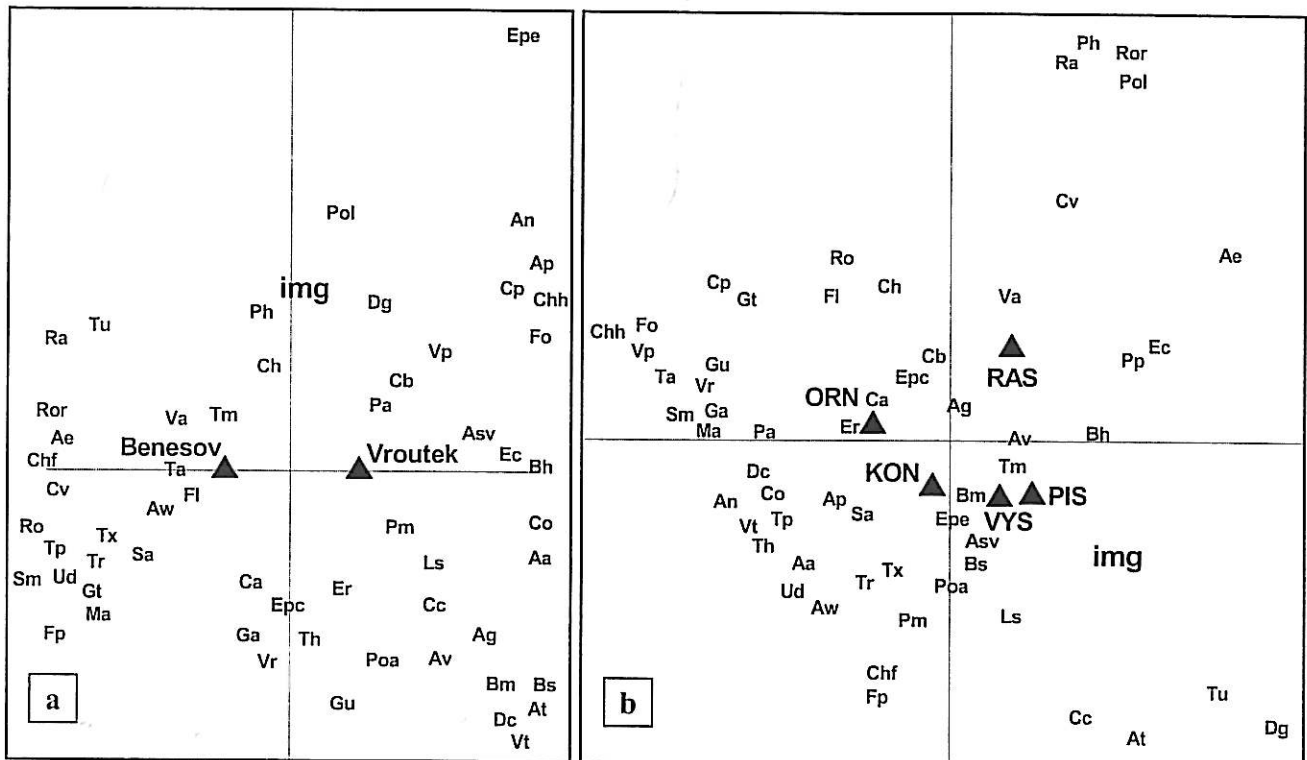 Epe
Pol An
Ap
img Cp Chh
Ph Dg
Ra Tu Fo
Ch Vp
Cb
Ror Va Tm Pa
Ae Asv
Benesov Vroutek Ec
Chf Ta Bh
Cv Fl
Aw
Ro Tx Pm Co
Tp Sa Aa
Tr Ls
Sm Ud Ca Er
Gt Epc Cc
Ma
Fp Ga Th Ag
Vr Poa Av
Bm Bs
a Gu At
Dc
Vt
Ph Ror
Ra
Pol
Cv
Ro Ae
Cp Ch
Gt Fl Va
Chh Fo
Vp Cb Pp Ec
Gu
Ta Vr Epc RAS
ORN Ca
Sm Ga Ag
Ma Pa Er Av Bh
Dc Tm
KON
An Co Ap Bm PIS
Vt Tp Sa Epe VYS
Th Asv
Aa Tx Bs img
Ud Tr Poa
Aw Pm Ls
Chf
b Fp Tu
Cc Dg
At